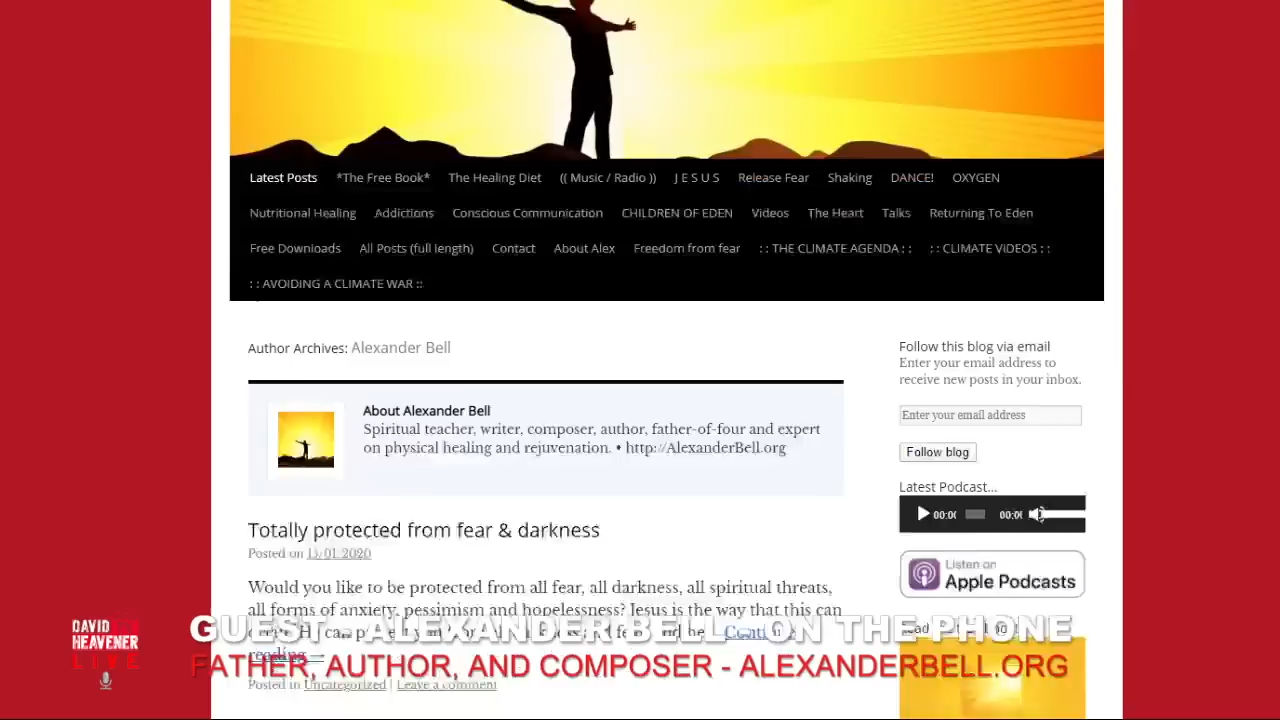 Latest Posts *The Free Book* The Healing Diet (( Music / Radio )) J E S U S Release Fear Shaking DANCE! OXYGEN
Nutritional Healing Addictions Conscious Communication CHILDREN OF EDEN Videos The Heart Talks Returning To Eden
Free Downloads All Posts (full length) Contact About Alex Freedom from fear : : THE CLIMATE AGENDA : : : : CLIMATE VIDEOS : :
: : AVOIDING A CLIMATE WAR ::
Author Archives: Alexander Bell
About Alexander Bell
Spiritual teacher, writer, composer, author, father-of-four and expert
on physical healing and rejuvenation. • http://AlexanderBell.org
Totally protected from fear & darkness
Posted on 13/01/2020
Would you like to be protected from all fear, all darkness, all spiritual threats,
all forms of anxiety, pessimism and hopelessness? Jesus is the way that this can
reading →
Posted in Uncategorized | Leave a comment
Follow this blog via email
Enter your email address to
receive new posts in your inbox.
Enter your email address
Follow blog
Latest Podcast...
00:0 00:0
Listen on
Apple Podcasts
DAVID
HEAVENER
LIVE
GUEST - ALEXANDER BELL - ON THE PHONE
FATHER, AUTHOR, AND COMPOSER - ALEXANDERBELL.ORG